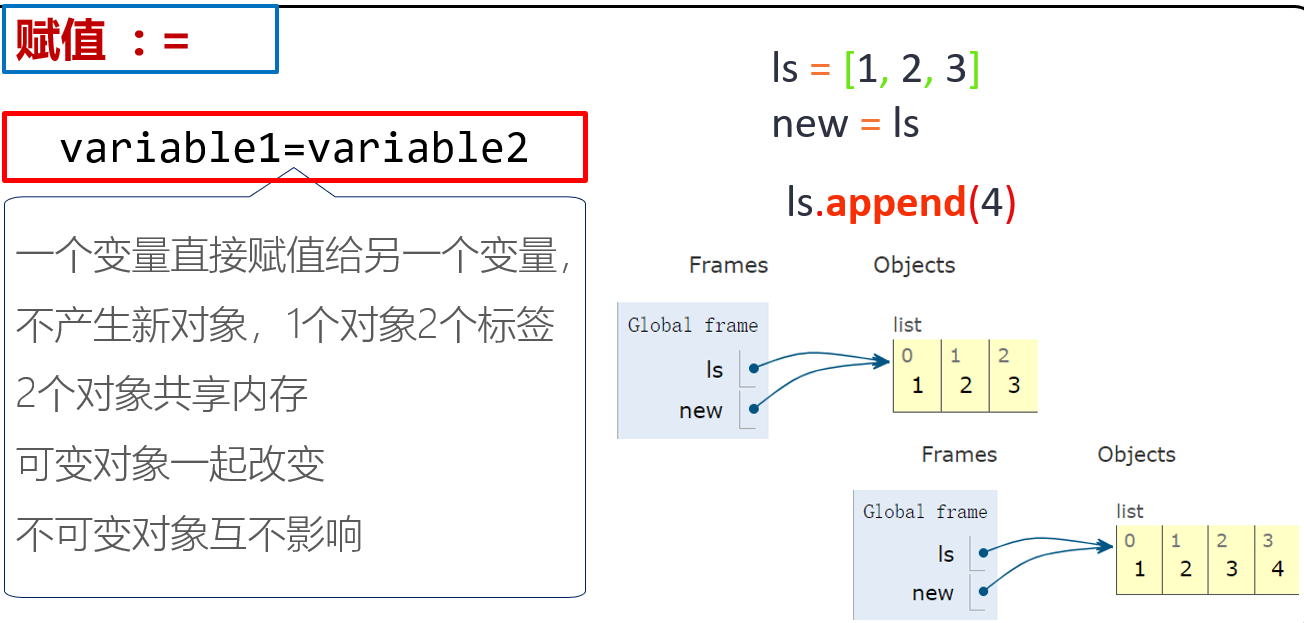 赋值 : =
variable1=variable2
一个变量直接赋值给另一个变量，
不产生新对象，1个对象2个标签
2个对象共享内存
可变对象一起改变
不可变对象互不影响
ls = [1, 2, 3]
new = ls
ls.append(4)
Frames Objects
Global frame
ls
new
list
0 1 2
1 2 3
Frames Objects
Global frame
ls
new
list
0 1 2 3
1 2 3 4